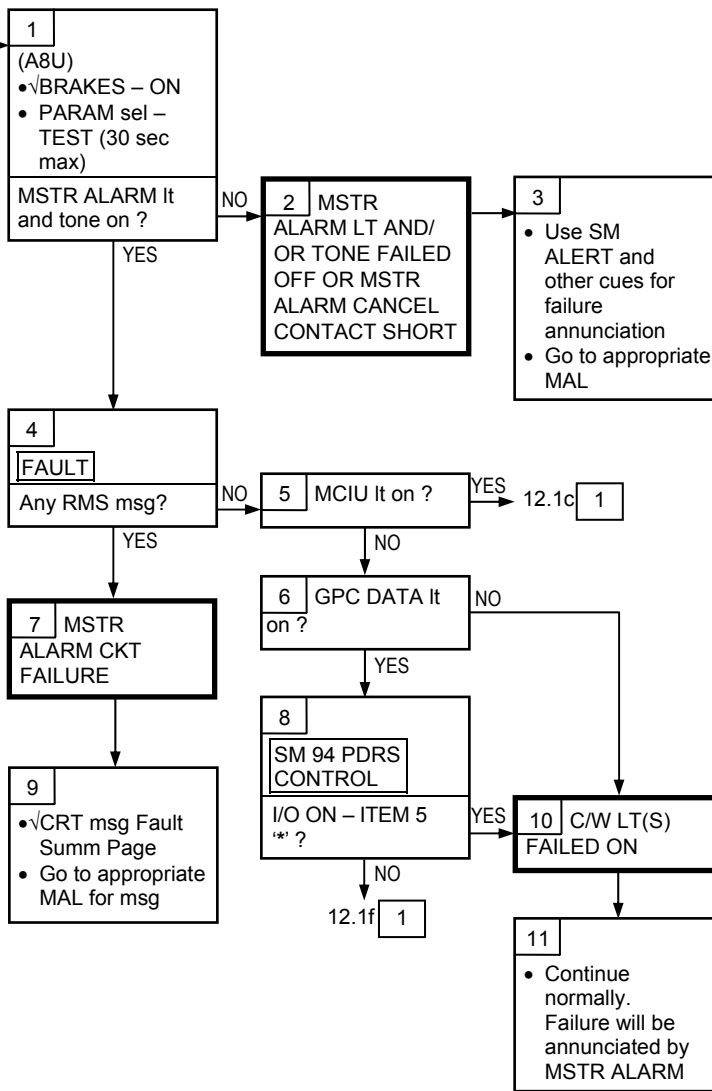 1
(A8U)
•√BRAKES – ON
• PARAM sel –
TEST (30 sec
max)
MSTR ALARM lt
and tone on ?
NO
YES
2 MSTR
ALARM LT AND/
OR TONE FAILED
OFF OR MSTR
ALARM CANCEL
CONTACT SHORT
3
• Use SM
ALERT and
other cues for
failure
annunciation
• Go to appropriate
MAL
4
FAULT
Any RMS msg?
NO
YES
5 MCIU lt on ?
YES
12.1c 1
NO
6 GPC DATA lt
on ?
NO
YES
7 MSTR
ALARM CKT
FAILURE
8
SM 94 PDRS
CONTROL
I/O ON – ITEM 5
‘*’ ?
YES
NO
12.1f 1
9
•√CRT msg Fault
Summ Page
• Go to appropriate
MAL for msg
10 C/W LT(S)
FAILED ON
11
• Continue
normally.
Failure will be
annunciated by
MSTR ALARM